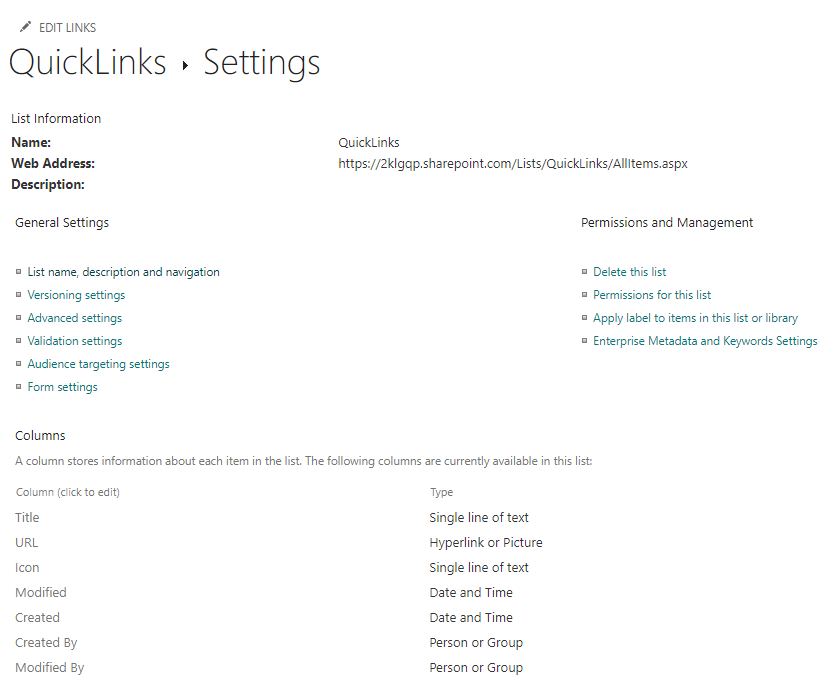 EDIT LINKS
QuickLinks ▸ Settings
List Information
Name: QuickLinks
Web Address: https://2klgqp.sharepoint.com/Lists/QuickLinks/AllItems.aspx
Description:
General Settings
List name, description and navigation
Versioning settings
Advanced settings
Validation settings
Audience targeting settings
Form settings
Permissions and Management
Delete this list
Permissions for this list
Apply label to items in this list or library
Enterprise Metadata and Keywords Settings
Columns
A column stores information about each item in the list. The following columns are currently available in this list:
Column (click to edit) Type
Title Single line of text
URL Hyperlink or Picture
Icon Single line of text
Modified Date and Time
Created Date and Time
Created By Person or Group
Modified By Person or Group